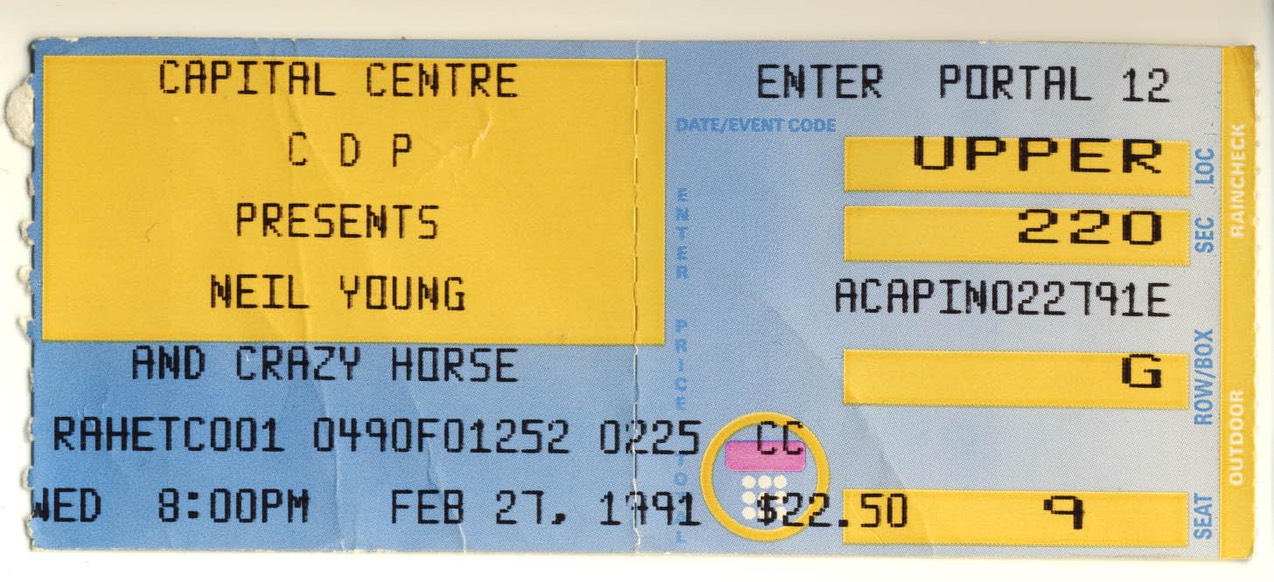 CAPITAL CENTRE
C D P
PRESENTS
NEIL YOUNG
AND CRAZY HORSE
RAHETC001 0490F01252 0225 CC
WED 8:00PM FEB 27, 1991 $22.50
ENTER PORTAL 12
DATE/EVENT CODE
UPPER
LOC
220
SEC
ACAPIN022791E
G
ROW/BOX
9
SEAT
ENTER PRICE TOTAL
RAINCHECK
OUTDOOR